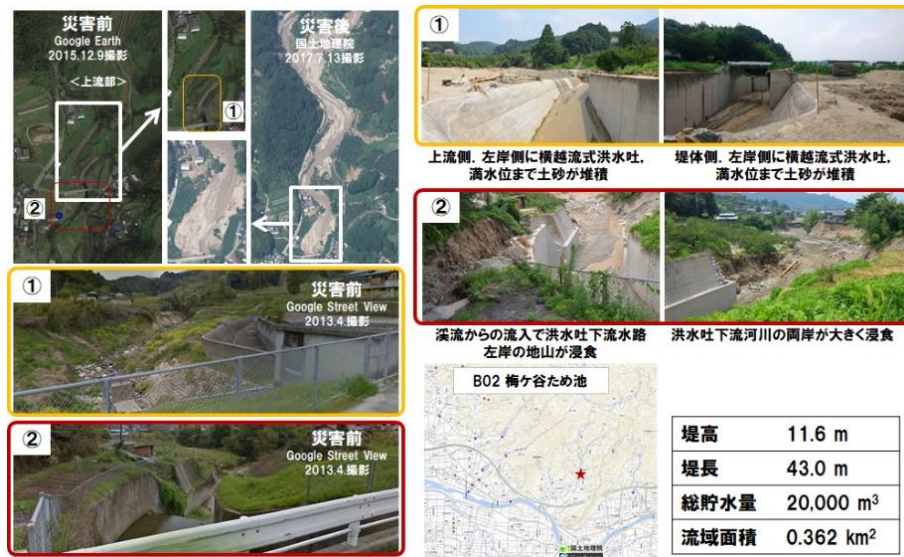 災害前
Google Earth
2015.12.9撮影
<上流部>
①
②
災害後
国土地理院
2017.7.13撮影
①
上流側．左岸側に横越流式洪水吐，
満水位まで土砂が堆積
堤体側．左岸側に横越流式洪水吐，
満水位まで土砂が堆積
①
災害前
Google Street View
2013.4.撮影
②
渓流からの流入で洪水吐下流水路
左岸の地山が浸食
洪水吐下流河川の両岸が大きく浸食
②
災害前
Google Street View
2013.4.撮影
B02 梅ケ谷ため池
国土地理院
堤高 11.6 m
堤長 43.0 m
総貯水量 20,000 m³
流域面積 0.362 km²